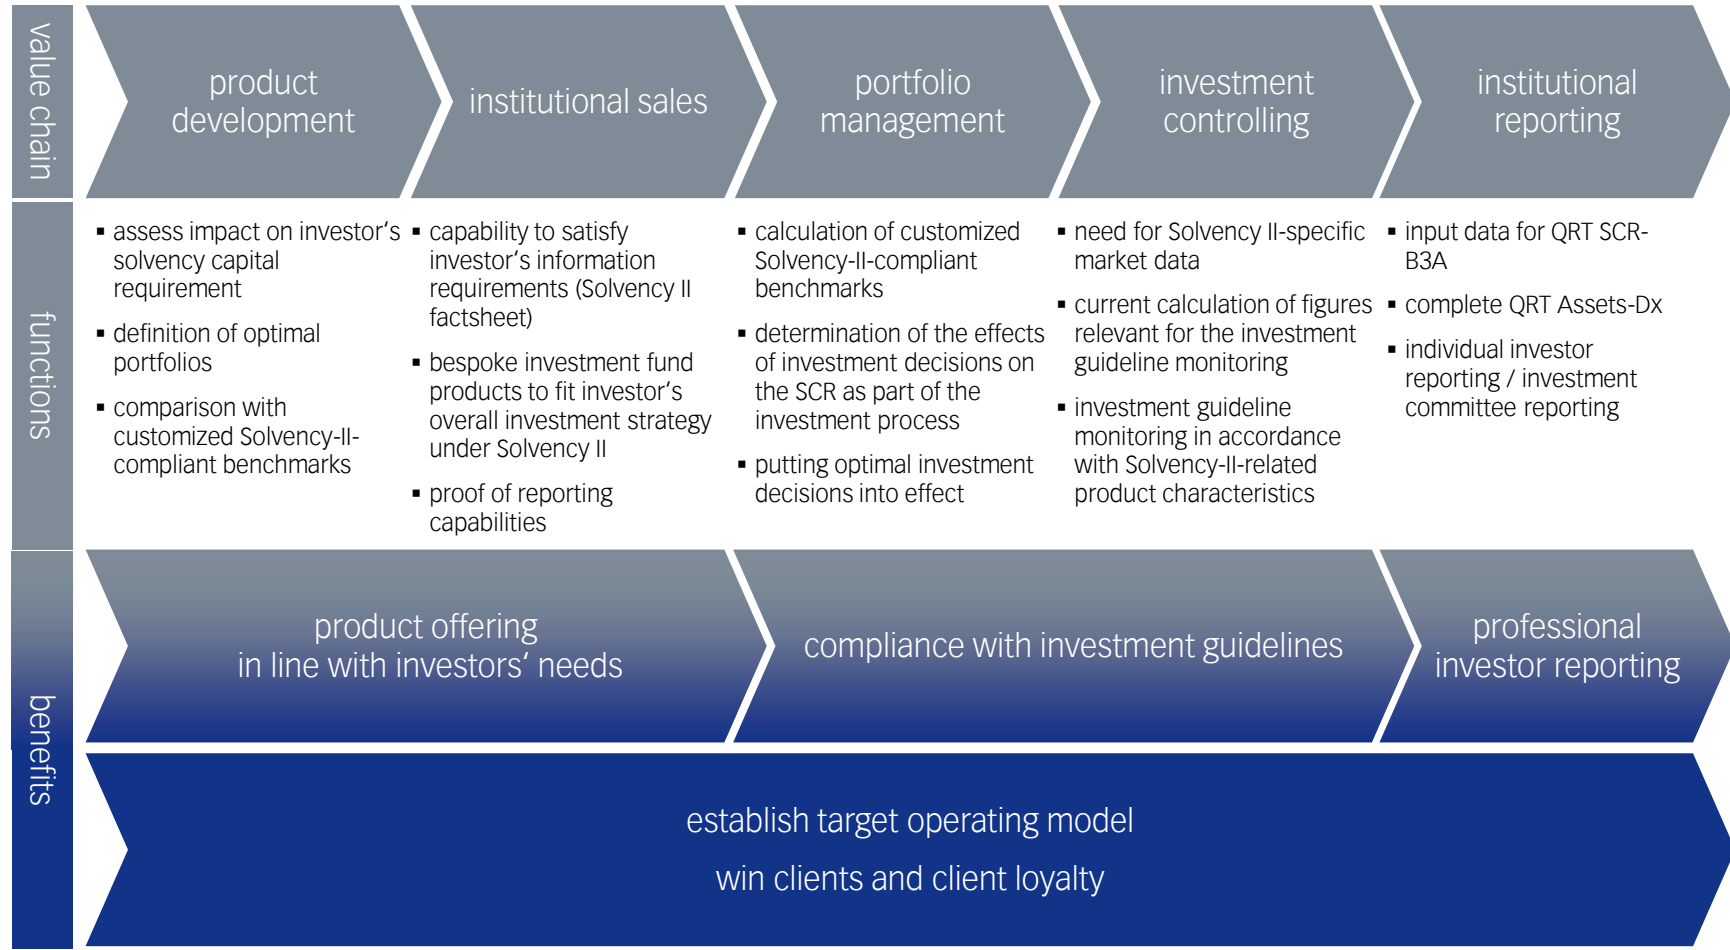 value chain
product
development
institutional sales
portfolio
management
investment
controlling
institutional
reporting
functions
▪ assess impact on investor's
solvency capital
requirement
▪ definition of optimal
portfolios
▪ comparison with
customized Solvency-II-
compliant benchmarks
▪ capability to satisfy
investor's information
requirements (Solvency II
factsheet)
▪ bespoke investment fund
products to fit investor's
overall investment strategy
under Solvency II
▪ proof of reporting
capabilities
▪ calculation of customized
Solvency-II-compliant
benchmarks
▪ determination of the effects
of investment decisions on
the SCR as part of the
investment process
▪ putting optimal investment
decisions into effect
▪ need for Solvency II-specific
market data
▪ current calculation of figures
relevant for the investment
guideline monitoring
▪ investment guideline
monitoring in accordance
with Solvency-II-related
product characteristics
▪ input data for QRT SCR-
B3A
▪ complete QRT Assets-Dx
▪ individual investor
reporting / investment
committee reporting
benefits
product offering
in line with investors' needs
compliance with investment guidelines
professional
investor reporting
establish target operating model
win clients and client loyalty